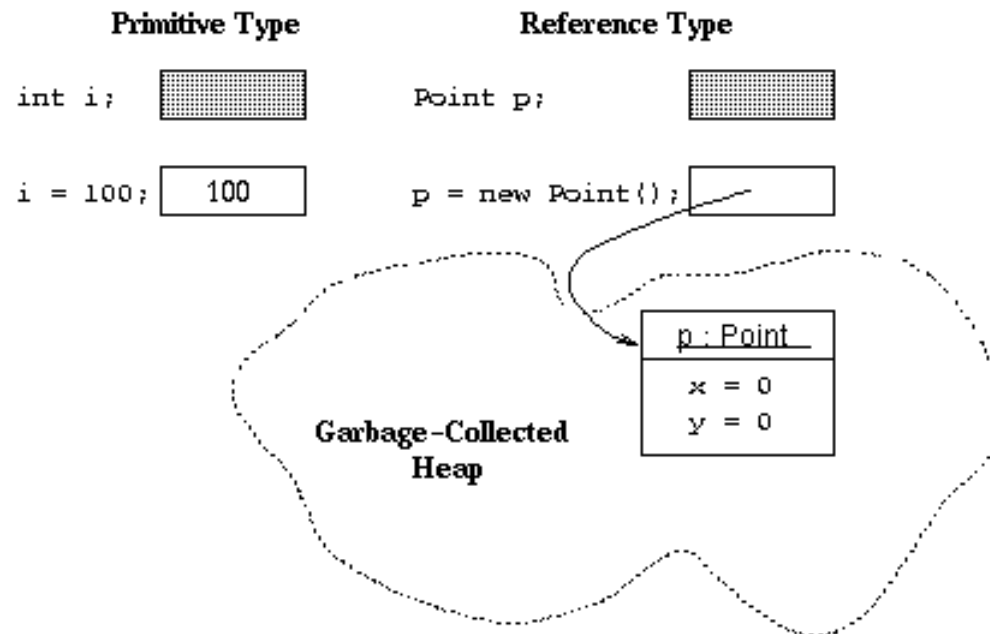 Primitive Type Reference Type
int i; Point p;
i = 100; 100 p = new Point();
p : Point
x = 0
y = 0
Garbage-Collected
Heap